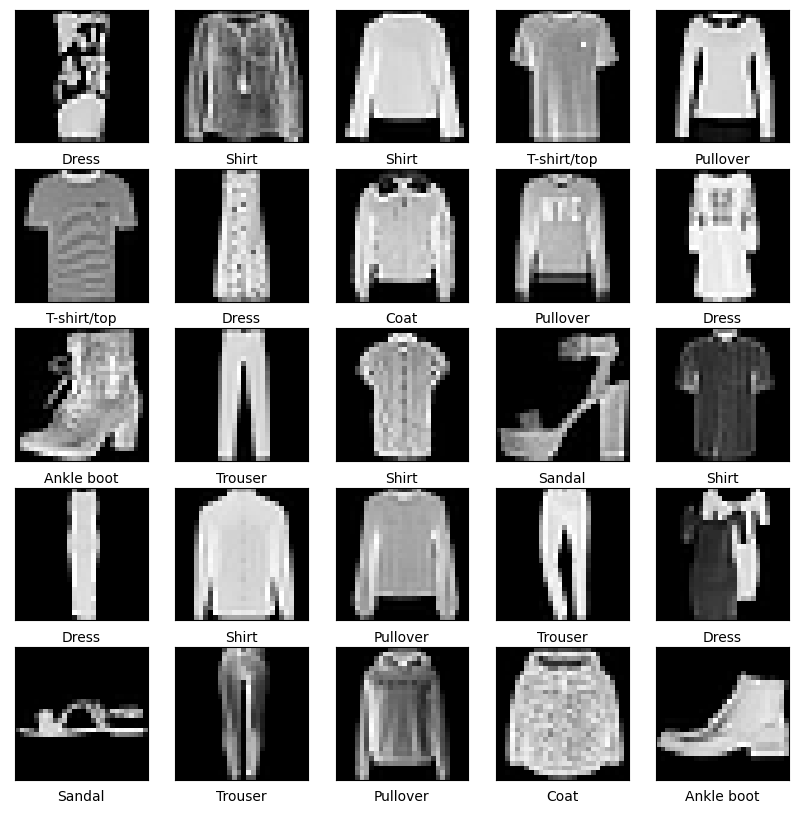 Dress Shirt Shirt T-shirt/top Pullover
NYC
T-shirt/top Dress Coat Pullover Dress
Ankle boot Trouser Shirt Sandal Shirt
Dress Shirt Pullover Trouser Dress
Sandal Trouser Pullover Coat Ankle boot